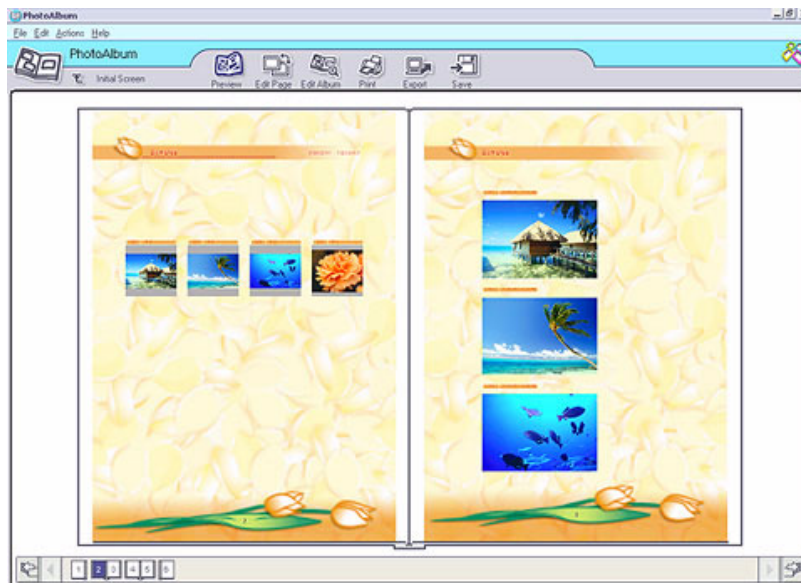 PhotoAlbum
File Edit Actions Help
PhotoAlbum
Initial Screen
Preview Edit Page Edit Album Print Export Save
1 2 3 4 5 6